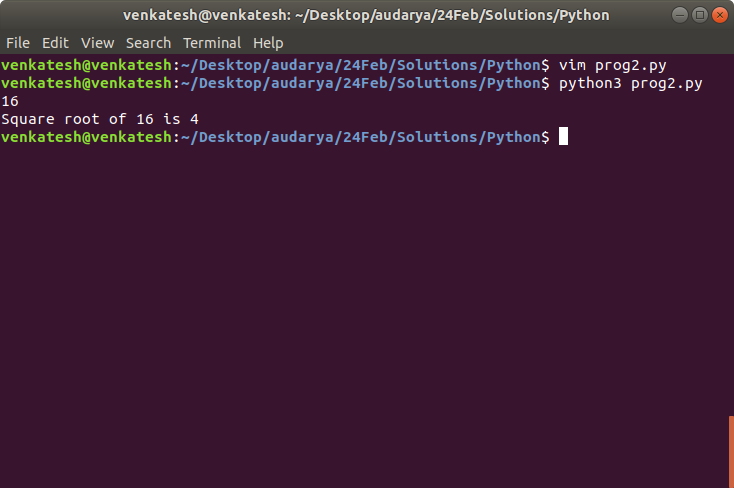 venkatesh@venkatesh: ~/Desktop/audarya/24Feb/Solutions/Python
File Edit View Search Terminal Help
venkatesh@venkatesh:~/Desktop/audarya/24Feb/Solutions/Python$ vim prog2.py
venkatesh@venkatesh:~/Desktop/audarya/24Feb/Solutions/Python$ python3 prog2.py
16
Square root of 16 is 4
venkatesh@venkatesh:~/Desktop/audarya/24Feb/Solutions/Python$